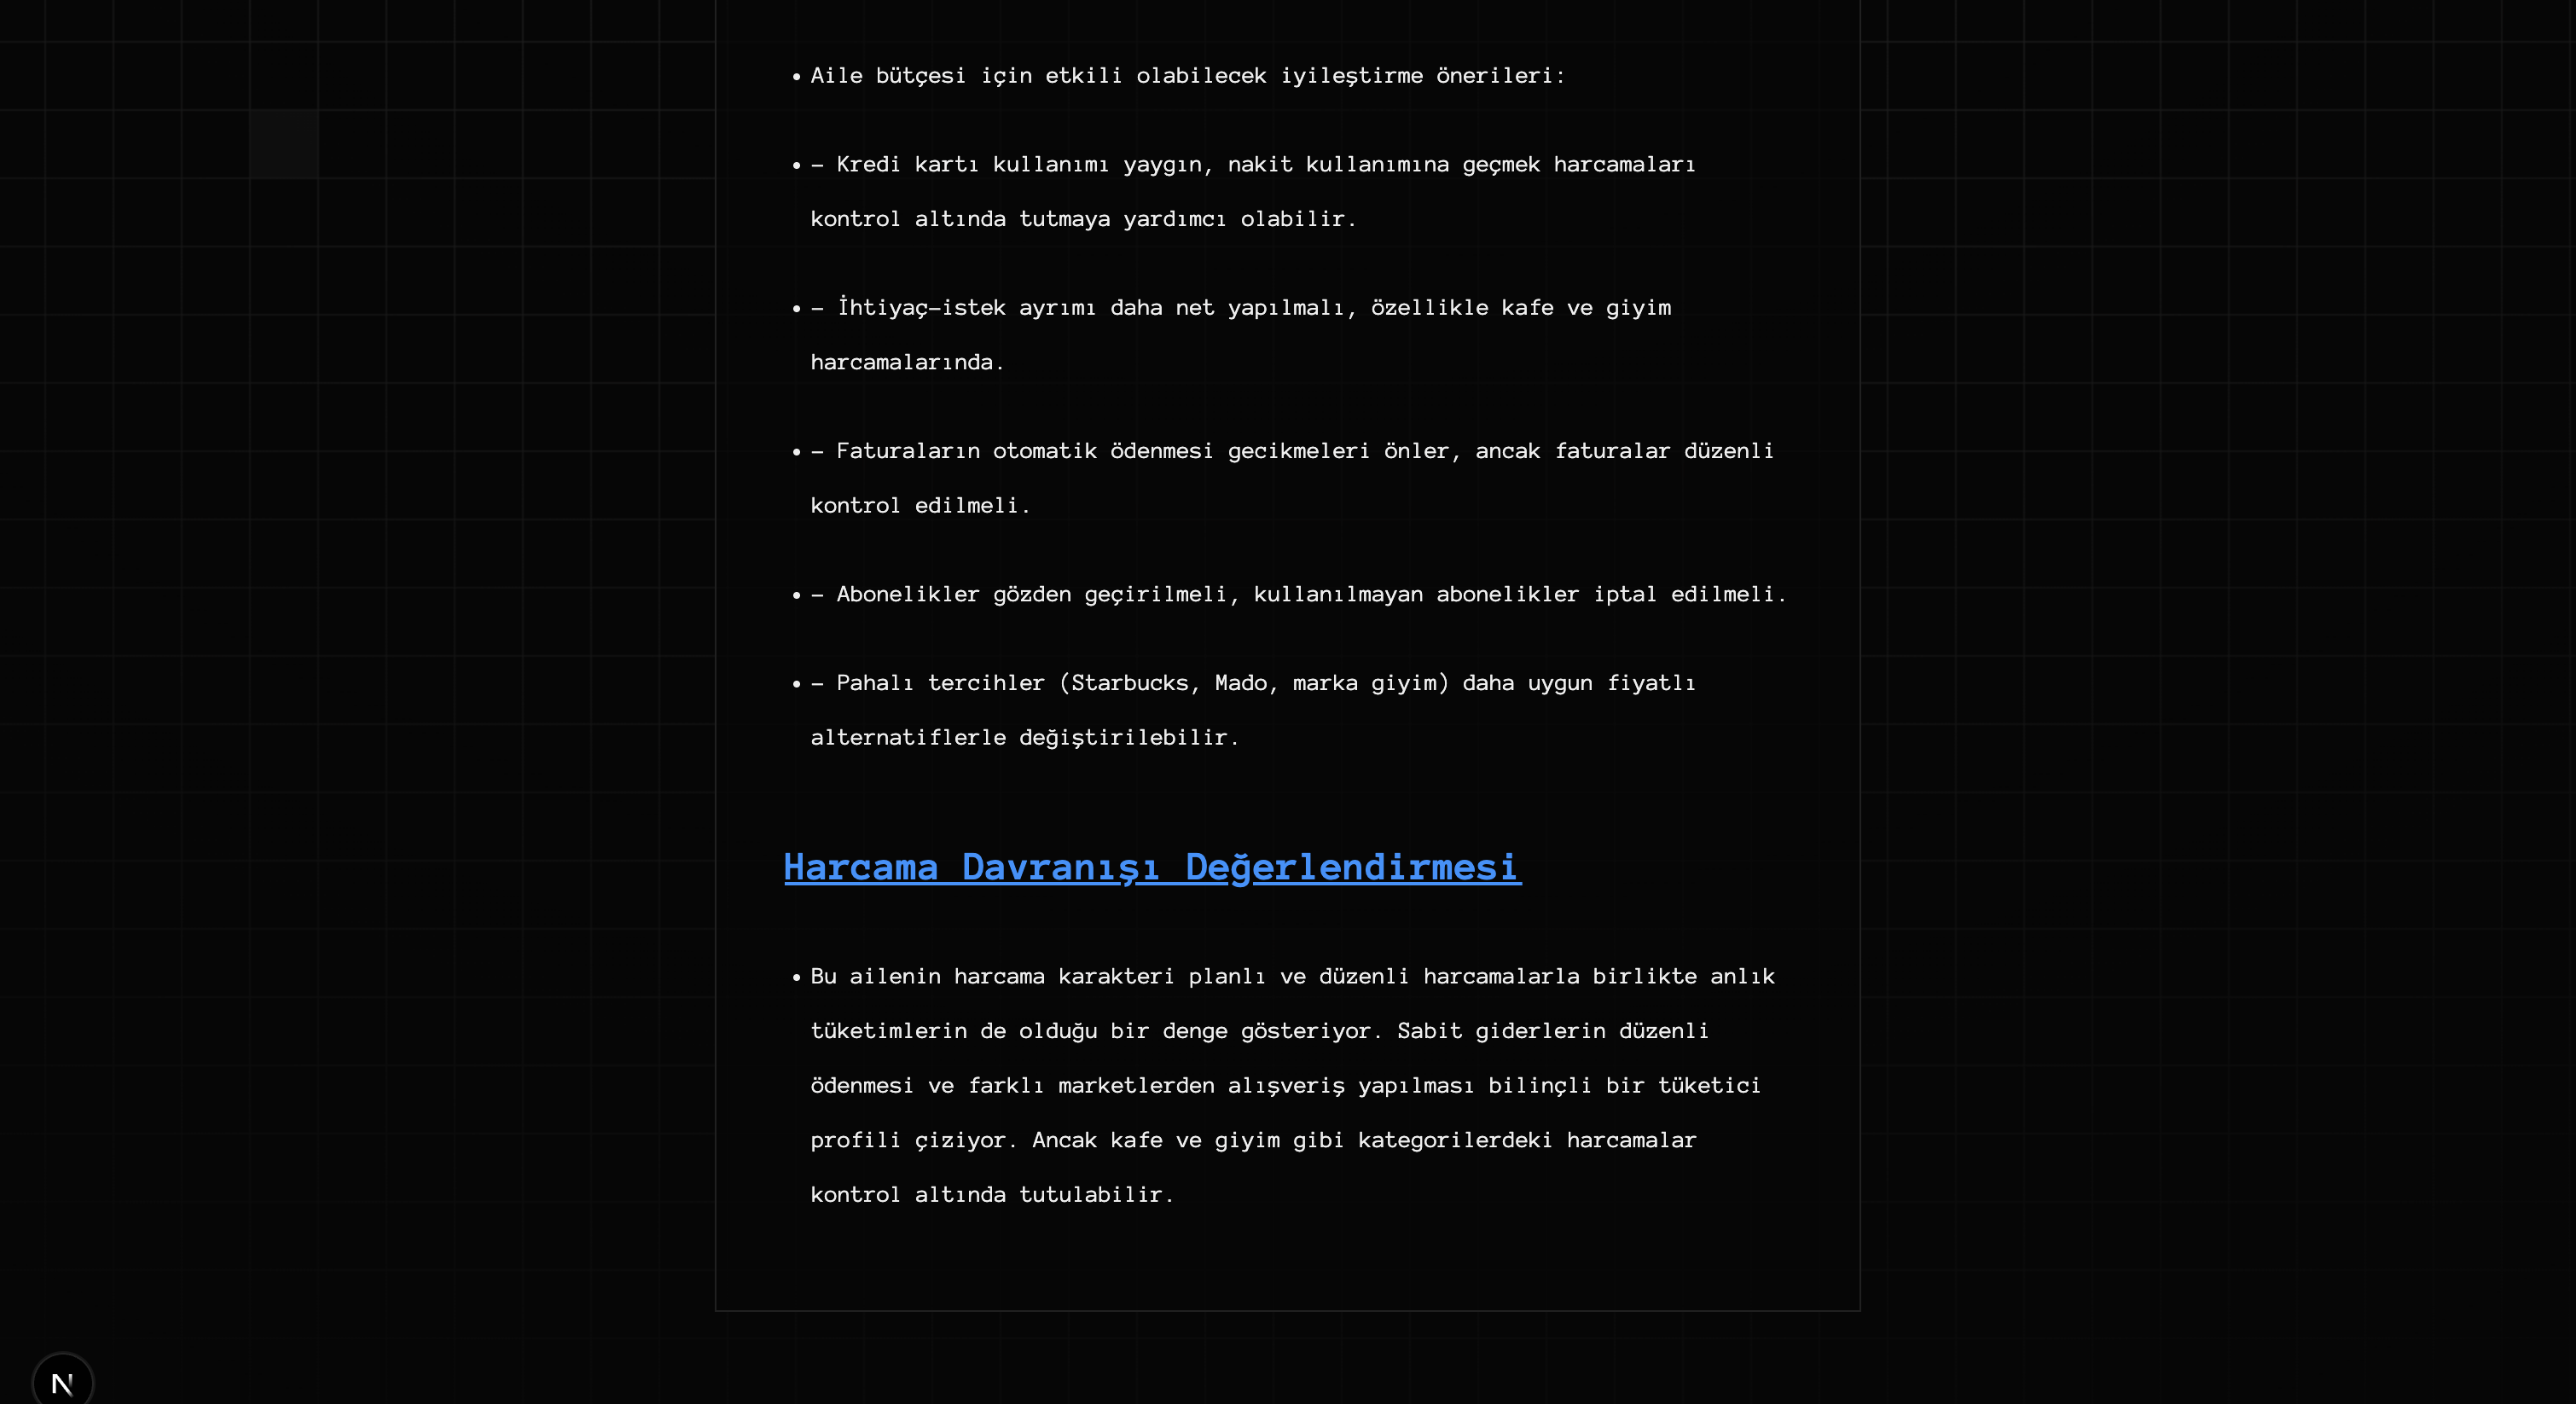 • Aile bütçesi için etkili olabilecek iyileştirme önerileri:
• – Kredi kartı kullanımı yaygın, nakit kullanımına geçmek harcamaları
kontrol altında tutmaya yardımcı olabilir.
• – İhtiyaç–istek ayrımı daha net yapılmalı, özellikle kafe ve giyim
harcamalarında.
• – Faturaların otomatik ödenmesi gecikmeleri önler, ancak faturalar düzenli
kontrol edilmeli.
• – Abonelikler gözden geçirilmeli, kullanılmayan abonelikler iptal edilmeli.
• – Pahalı tercihler (Starbucks, Mado, marka giyim) daha uygun fiyatlı
alternatiflerle değiştirilebilir.
Harcama Davranışı Değerlendirmesi
• Bu ailenin harcama karakteri planlı ve düzenli harcamalarla birlikte anlık
tüketimlerin de olduğu bir denge gösteriyor. Sabit giderlerin düzenli
ödenmesi ve farklı marketlerden alışveriş yapılması bilinçli bir tüketici
profili çiziyor. Ancak kafe ve giyim gibi kategorilerdeki harcamalar
kontrol altında tutulabilir.
N